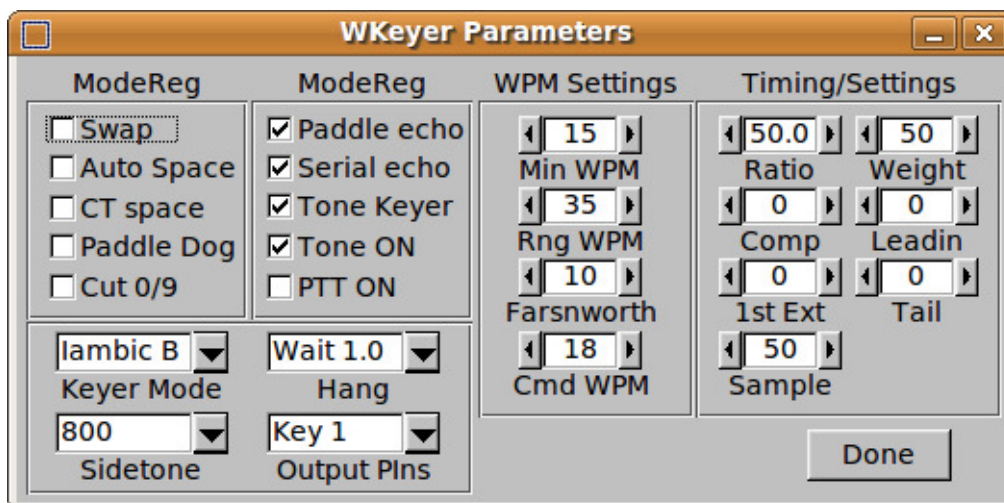 WKeyer Parameters
ModeReg ModeReg WPM Settings Timing/Settings
Swap Paddle echo 15 50.0 50
Min WPM Ratio Weight
Auto Space Serial echo
CT space Tone Keyer 35 0 0
Rng WPM Comp Leadin
Paddle Dog Tone ON
Cut 0/9 PTT ON 10 0 0
Farsnworth 1st Ext Tail
Iambic B Wait 1.0 18 50
Keyer Mode Hang Cmd WPM Sample
800 Key 1
Sidetone Output PIns Done